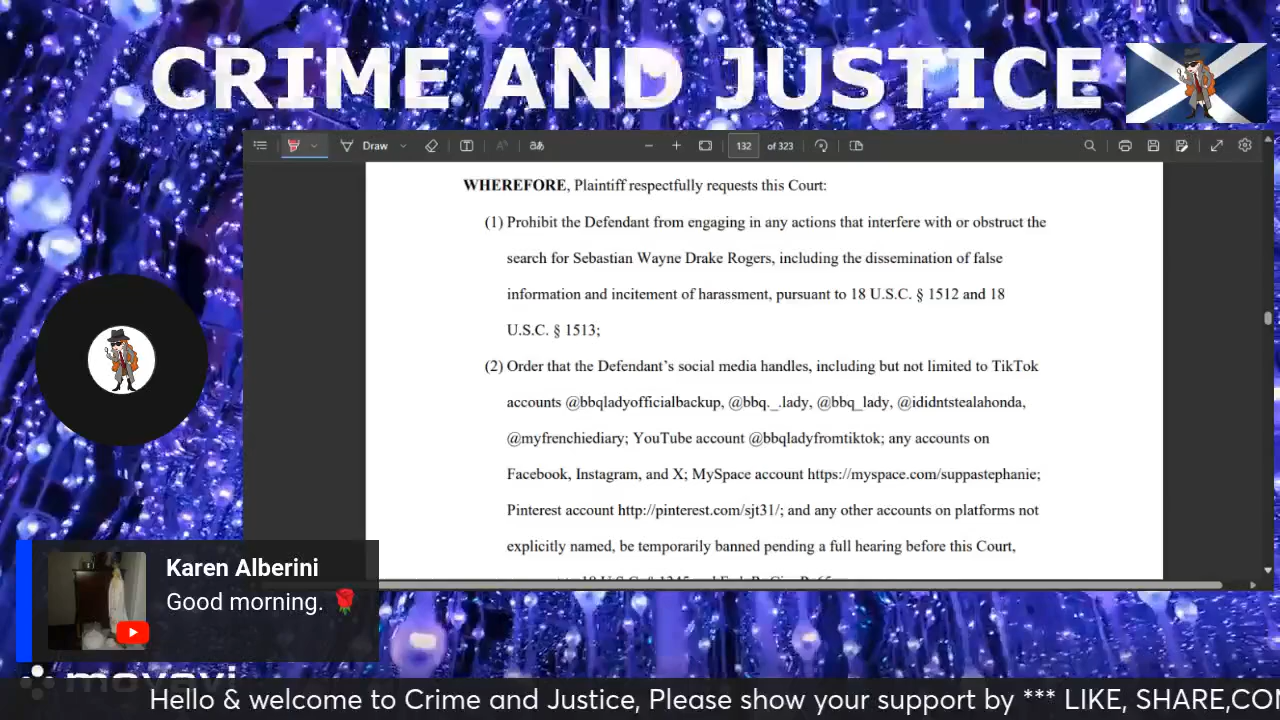 CRIME AND JUSTICE
Draw
132 of 323
WHEREFORE, Plaintiff respectfully requests this Court:
(1) Prohibit the Defendant from engaging in any actions that interfere with or obstruct the
search for Sebastian Wayne Drake Rogers, including the dissemination of false
information and incitement of harassment, pursuant to 18 U.S.C. § 1512 and 18
U.S.C. § 1513;
(2) Order that the Defendant’s social media handles, including but not limited to TikTok
accounts @bbqladyofficialbackup, @bbq._.lady, @bbq_lady, @ididntstealahonda,
@myfrenchiediary; YouTube account @bbqladyfromtiktok; any accounts on
Facebook, Instagram, and X; MySpace account https://myspace.com/suppastephanie;
Pinterest account http://pinterest.com/sjt31/; and any other accounts on platforms not
explicitly named, be temporarily banned pending a full hearing before this Court,
Karen Alberini
Good morning. 🌹
movavi
Hello & welcome to Crime and Justice, Please show your support by *** LIKE, SHARE,CO